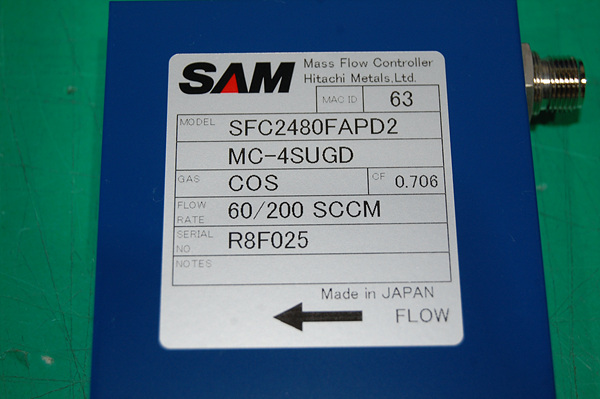 SAM Mass Flow Controller
Hitachi Metals,Ltd.
MAC ID 63
MODEL SFC2480FAPD2
MC-4SUGD
GAS COS CF 0.706
FLOW RATE 60/200 SCCM
SERIAL NO R8F025
NOTES
Made in JAPAN
FLOW